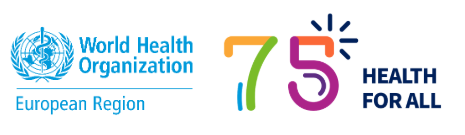 World Health
Organization
European Region
75
HEALTH
FOR ALL